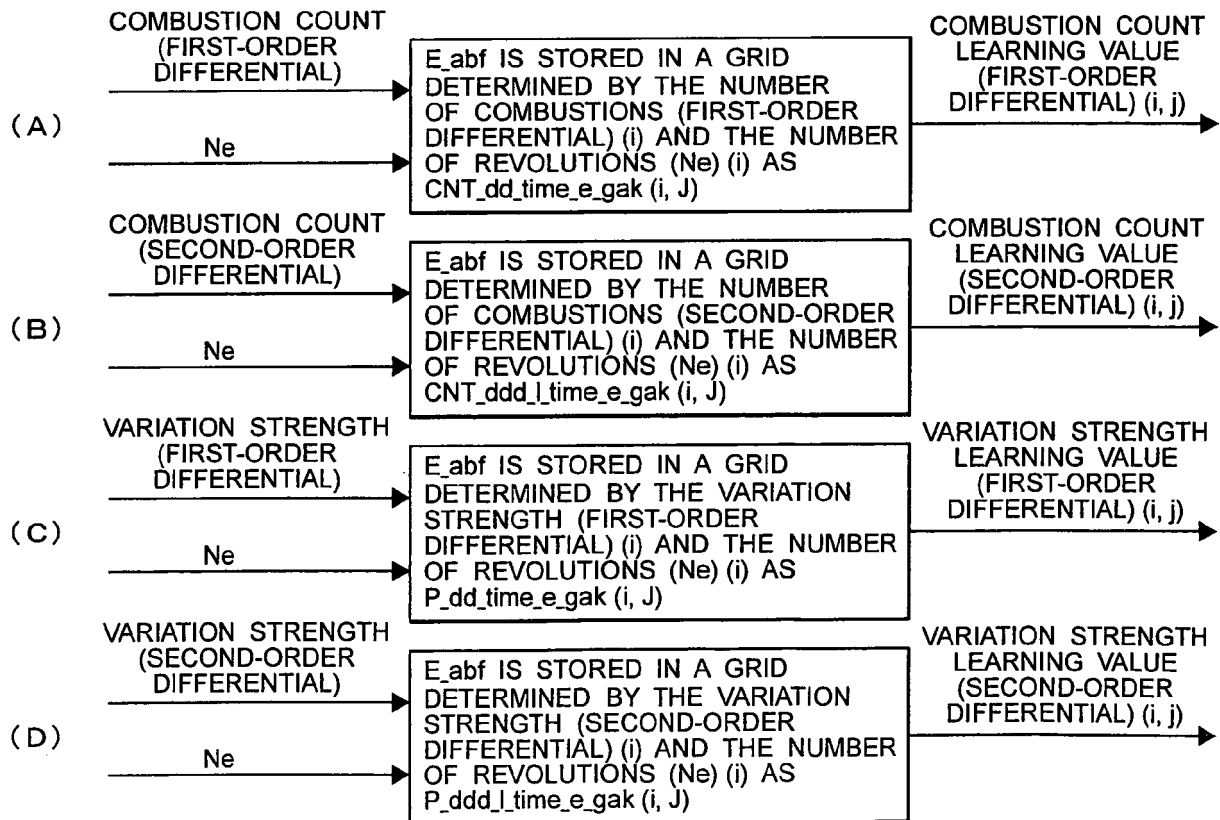 COMBUSTION COUNT
(FIRST-ORDER
DIFFERENTIAL)
(A)
Ne
E_abf IS STORED IN A GRID
DETERMINED BY THE NUMBER
OF COMBUSTIONS (FIRST-ORDER
DIFFERENTIAL) (i) AND THE NUMBER
OF REVOLUTIONS (Ne) (i) AS
CNT_dd_time_e_gak (i, J)
COMBUSTION COUNT
LEARNING VALUE
(FIRST-ORDER
DIFFERENTIAL) (i, j)
COMBUSTION COUNT
(SECOND-ORDER
DIFFERENTIAL)
(B)
Ne
E_abf IS STORED IN A GRID
DETERMINED BY THE NUMBER
OF COMBUSTIONS (SECOND-ORDER
DIFFERENTIAL) (i) AND THE NUMBER
OF REVOLUTIONS (Ne) (i) AS
CNT_ddd_l_time_e_gak (i, J)
COMBUSTION COUNT
LEARNING VALUE
(SECOND-ORDER
DIFFERENTIAL) (i, j)
VARIATION STRENGTH
(FIRST-ORDER
DIFFERENTIAL)
(C)
Ne
E_abf IS STORED IN A GRID
DETERMINED BY THE VARIATION
STRENGTH (FIRST-ORDER
DIFFERENTIAL) (i) AND THE NUMBER
OF REVOLUTIONS (Ne) (i) AS
P_dd_time_e_gak (i, J)
VARIATION STRENGTH
LEARNING VALUE
(FIRST-ORDER
DIFFERENTIAL) (i, j)
VARIATION STRENGTH
(SECOND-ORDER
DIFFERENTIAL)
(D)
Ne
E_abf IS STORED IN A GRID
DETERMINED BY THE VARIATION
STRENGTH (SECOND-ORDER
DIFFERENTIAL) (i) AND THE NUMBER
OF REVOLUTIONS (Ne) (i) AS
P_ddd_l_time_e_gak (i, J)
VARIATION STRENGTH
LEARNING VALUE
(SECOND-ORDER
DIFFERENTIAL) (i, j)